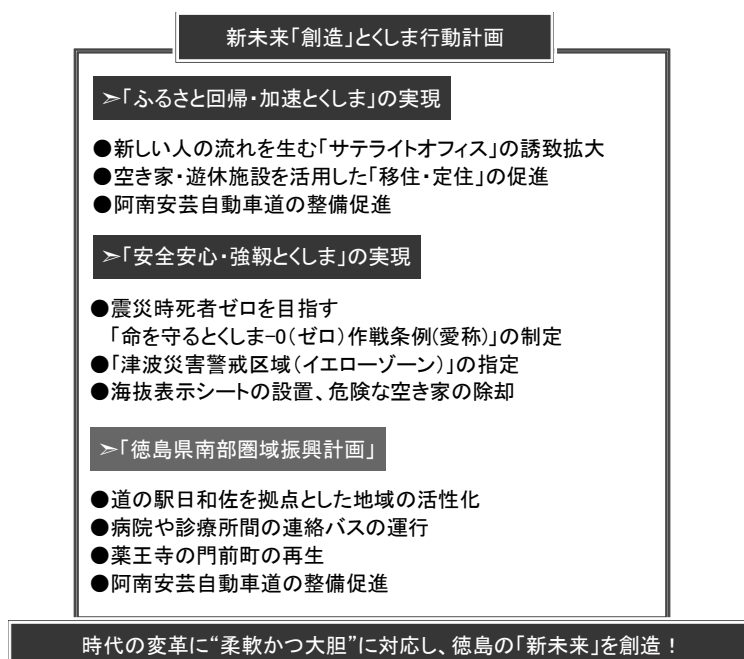 新未来「創造」とくしま行動計画
➣「ふるさと回帰・加速とくしま」の実現
●新しい人の流れを生む「サテライトオフィス」の誘致拡大
●空き家・遊休施設を活用した「移住・定住」の促進
●阿南安芸自動車道の整備促進
➣「安全安心・強靱とくしま」の実現
●震災時死者ゼロを目指す
「命を守るとくしま-0（ゼロ）作戦条例(愛称)」の制定
●「津波災害警戒区域（イエローゾーン）」の指定
●海抜表示シートの設置、危険な空き家の除却
➣「徳島県南部圏域振興計画」
●道の駅日和佐を拠点とした地域の活性化
●病院や診療所間の連絡バスの運行
●薬王寺の門前町の再生
●阿南安芸自動車道の整備促進
時代の変革に“柔軟かつ大胆”に対応し、徳島の「新未来」を創造！